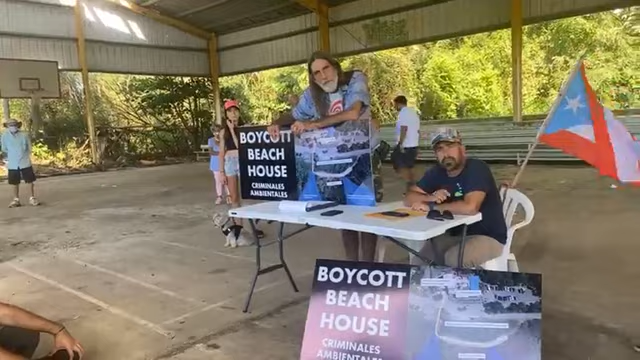 BOYCOTT
BEACH
HOUSE
CRIMINALES
AMBIENTALES
BOYCOTT
BEACH
HOUSE
CRIMINALES
AMBIENTALES